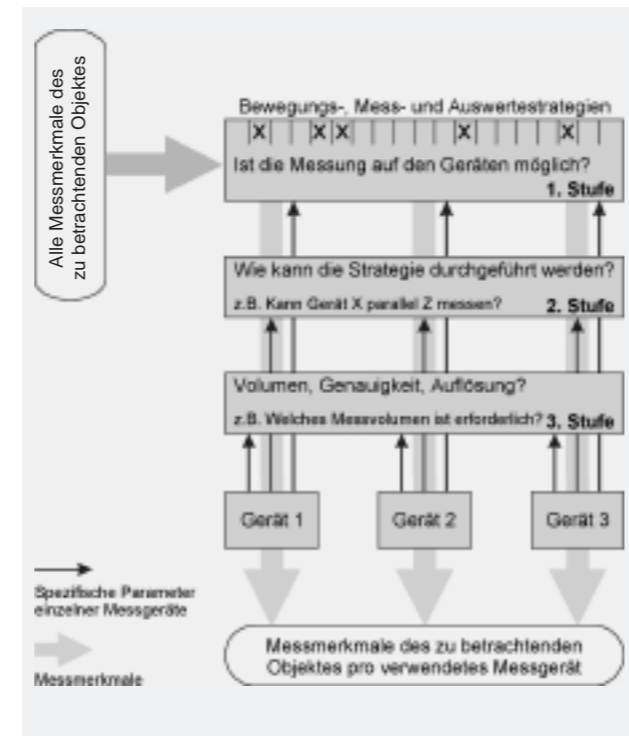 Alle Messmerkmale des
zu betrachtenden Objektes
Bewegungs-, Mess- und Auswertestrategien
X X X X X
Ist die Messung auf den Geräten möglich?
1. Stufe
Wie kann die Strategie durchgeführt werden?
z.B. Kann Gerät X parallel Z messen? 2. Stufe
Volumen, Genauigkeit, Auflösung?
z.B. Welches Messvolumen ist erforderlich? 3. Stufe
Gerät 1 Gerät 2 Gerät 3
Spezifische Parameter
einzelner Messgeräte
Messmerkmale
Messmerkmale des zu betrachtenden
Objektes pro verwendetes Messgerät